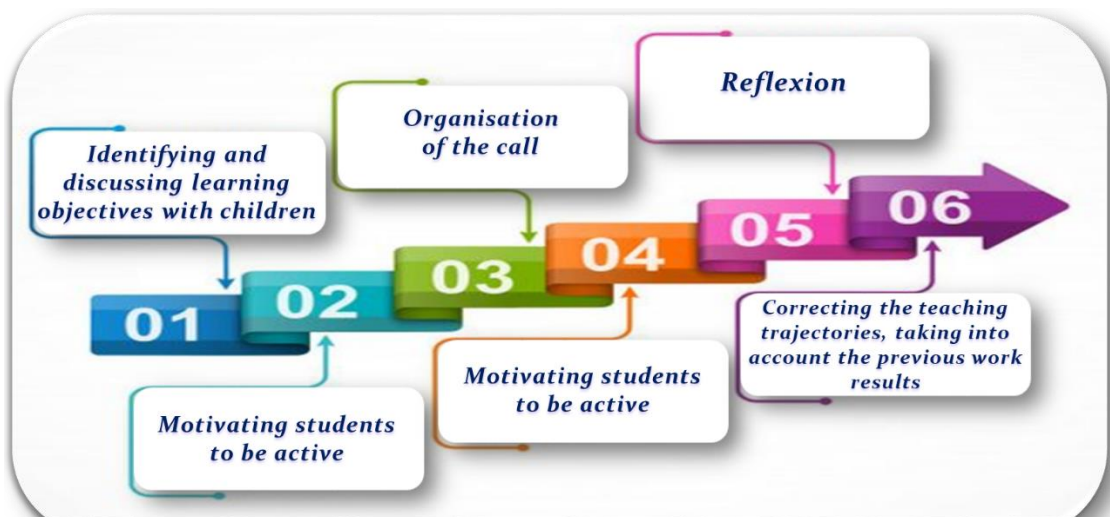 Identifying and
discussing learning
objectives with children
Organisation
of the call
Reflexion
01
02
03
04
05
06
Motivating students
to be active
Motivating students
to be active
Correcting the teaching
trajectories, taking into
account the previous work
results